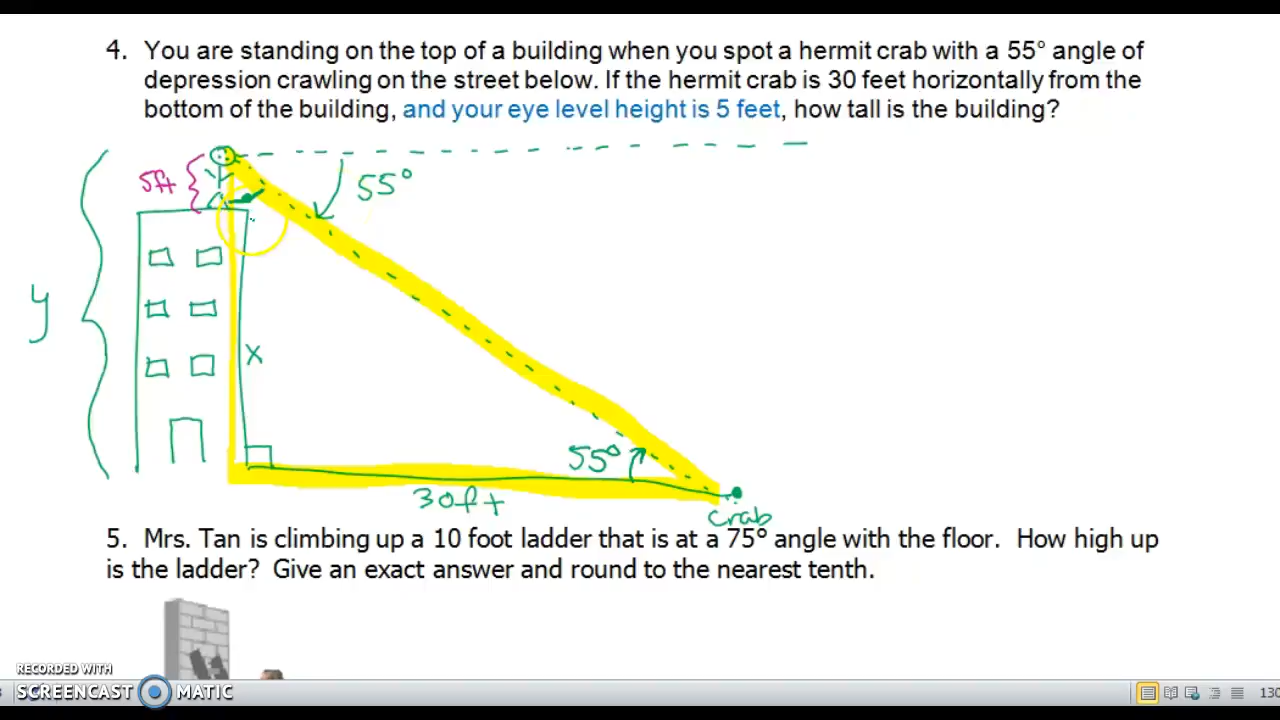 4. You are standing on the top of a building when you spot a hermit crab with a 55° angle of
depression crawling on the street below. If the hermit crab is 30 feet horizontally from the
bottom of the building, and your eye level height is 5 feet, how tall is the building?
5ft
55°
y
x
55°
30ft
Crab
5. Mrs. Tan is climbing up a 10 foot ladder that is at a 75° angle with the floor. How high up
is the ladder? Give an exact answer and round to the nearest tenth.
RECORDED WITH
SCREENCAST MATIC
130